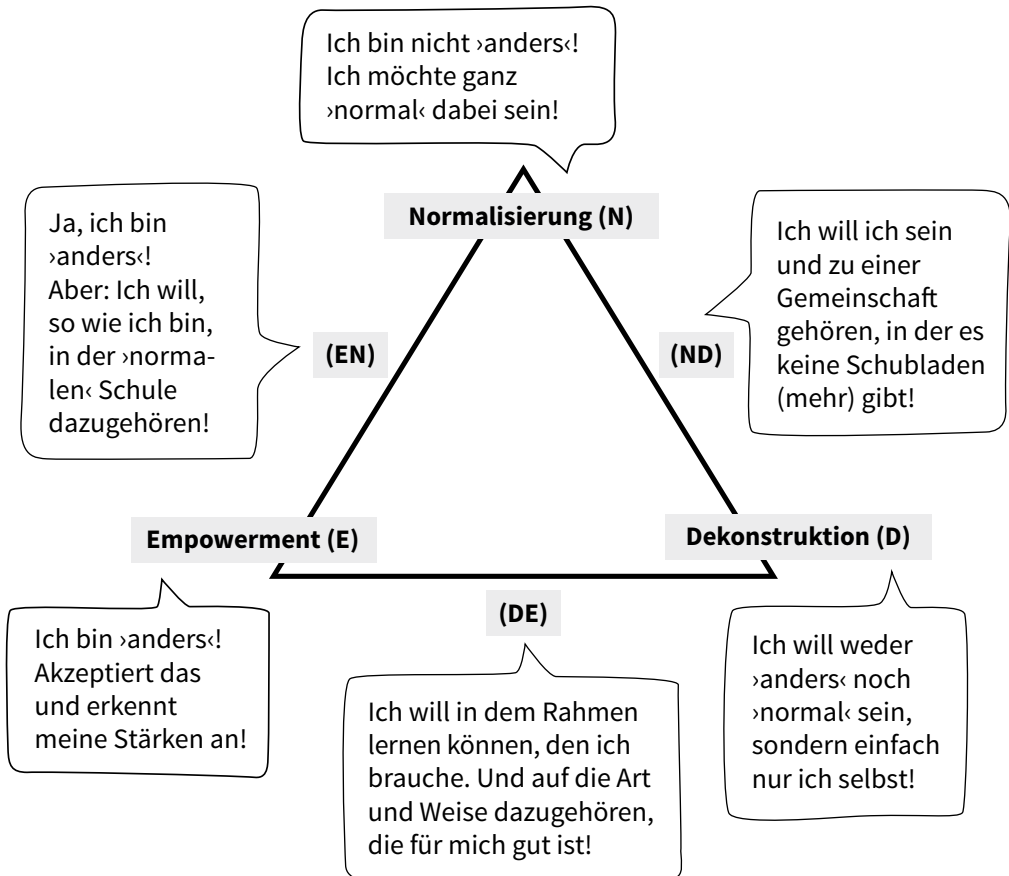 Ich bin nicht ›anders‹!
Ich möchte ganz
›normal‹ dabei sein!
Normalisierung (N)
Ja, ich bin
›anders‹!
Aber: Ich will,
so wie ich bin,
in der ›norma-
len‹ Schule
dazugehören!
(EN)
(ND)
Ich will ich sein
und zu einer
Gemeinschaft
gehören, in der es
keine Schubladen
(mehr) gibt!
Empowerment (E)
Dekonstruktion (D)
Ich bin ›anders‹!
Akzeptiert das
und erkennt
meine Stärken an!
(DE)
Ich will in dem Rahmen
lernen können, den ich
brauche. Und auf die Art
und Weise dazugehören,
die für mich gut ist!
Ich will weder
›anders‹ noch
›normal‹ sein,
sondern einfach
nur ich selbst!